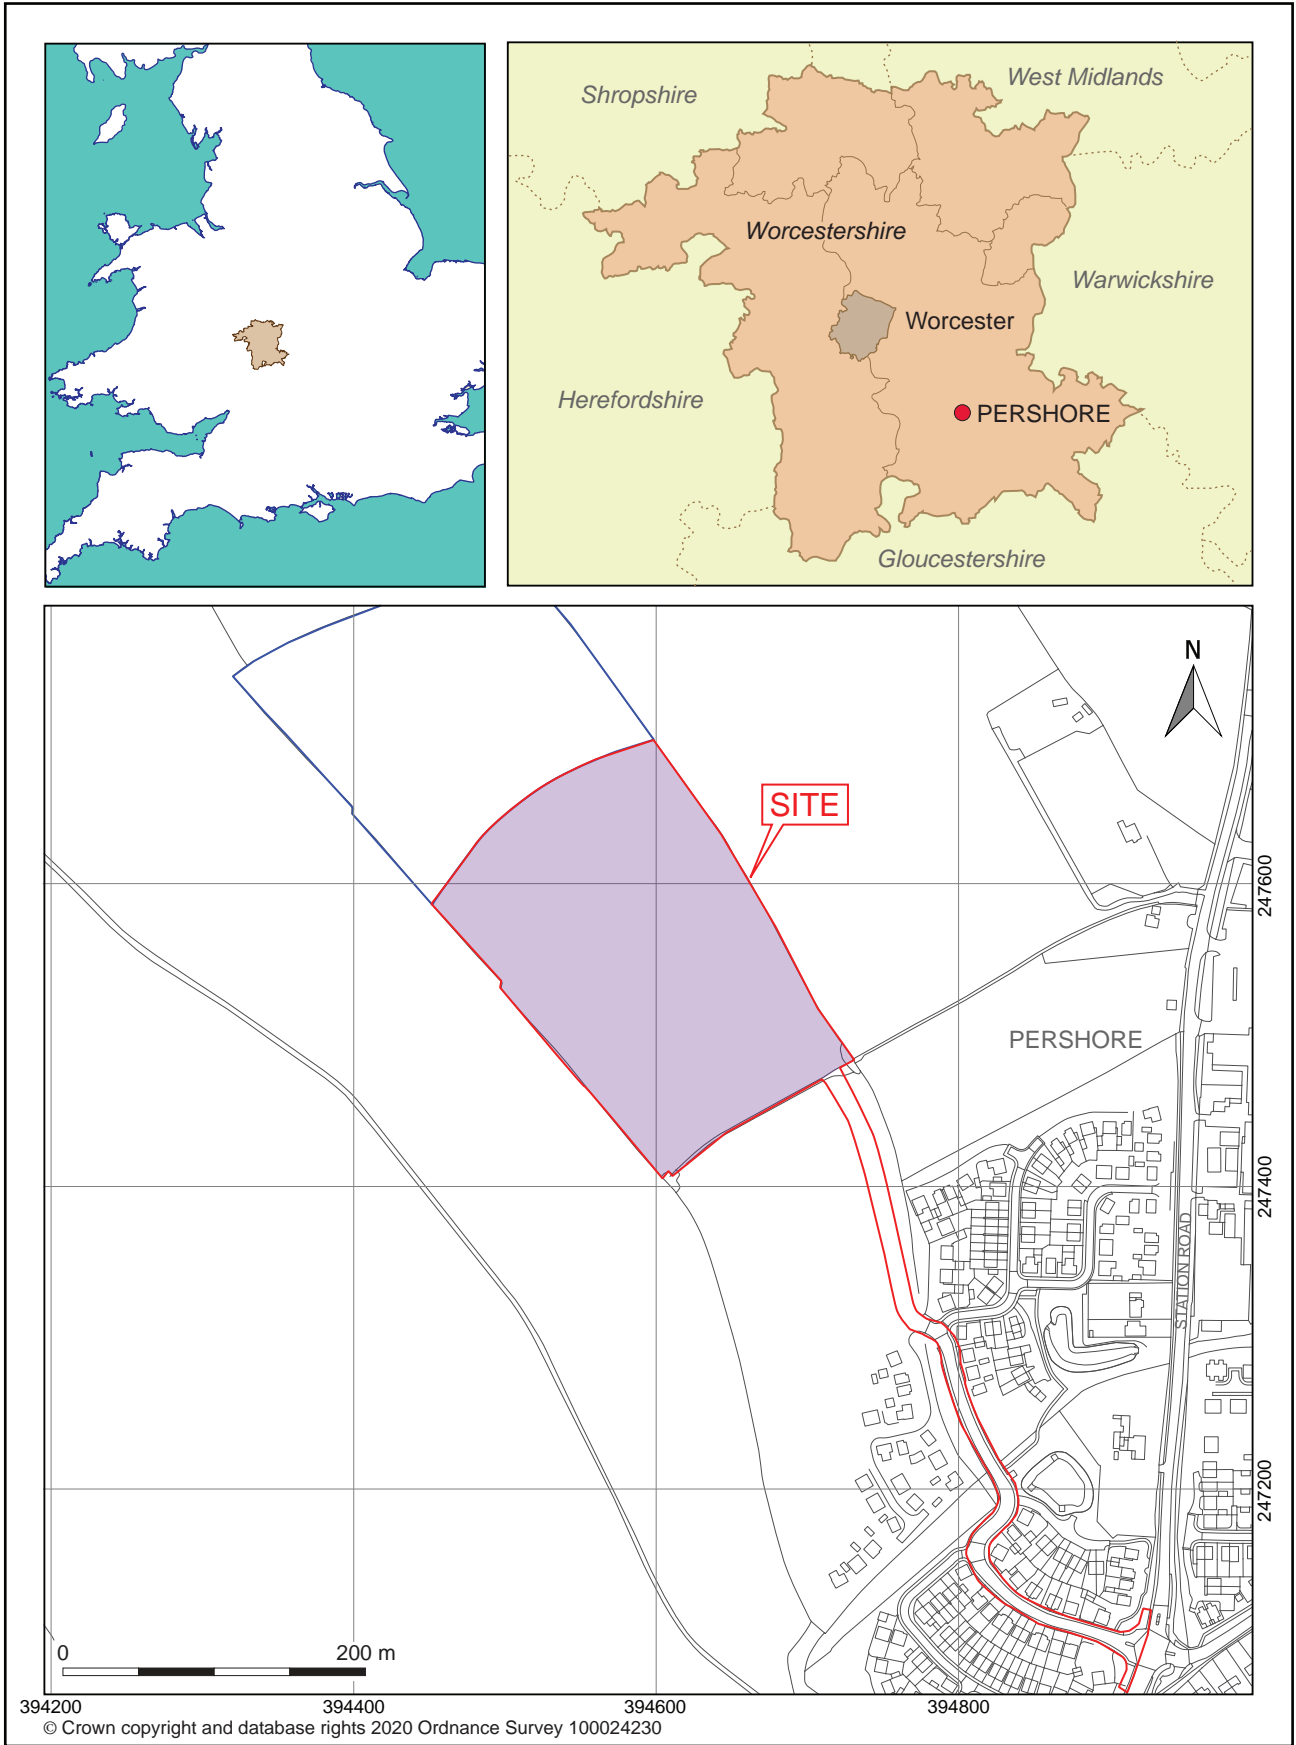 Shropshire
West Midlands
Worcestershire
Warwickshire
Worcester
Herefordshire
PERSHORE
Gloucestershire
N
SITE
247600
PERSHORE
247400
STATION ROAD
247200
0 200 m
394200 394400 394600 394800
© Crown copyright and database rights 2020 Ordnance Survey 100024230